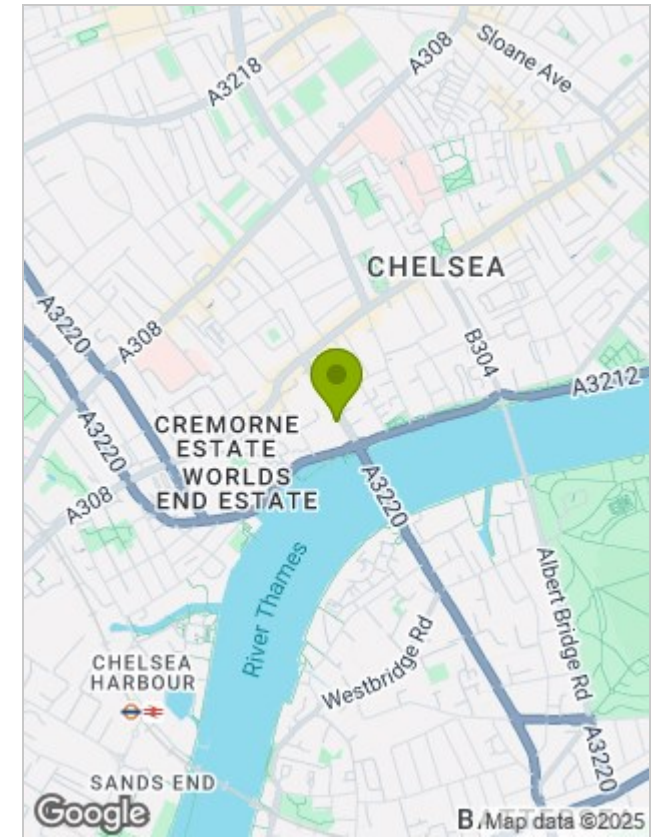 A308
Sloane Ave
A3218
CHELSEA
A3220
A308
B304
A3212
CREMORNE
ESTATE
WORLDS
END ESTATE
A3220
A308
A3220
River Thames
Albert Bridge Rd
Westbridge Rd
CHELSEA
HARBOUR
A3220
SANDS END
Google
Map data ©2025